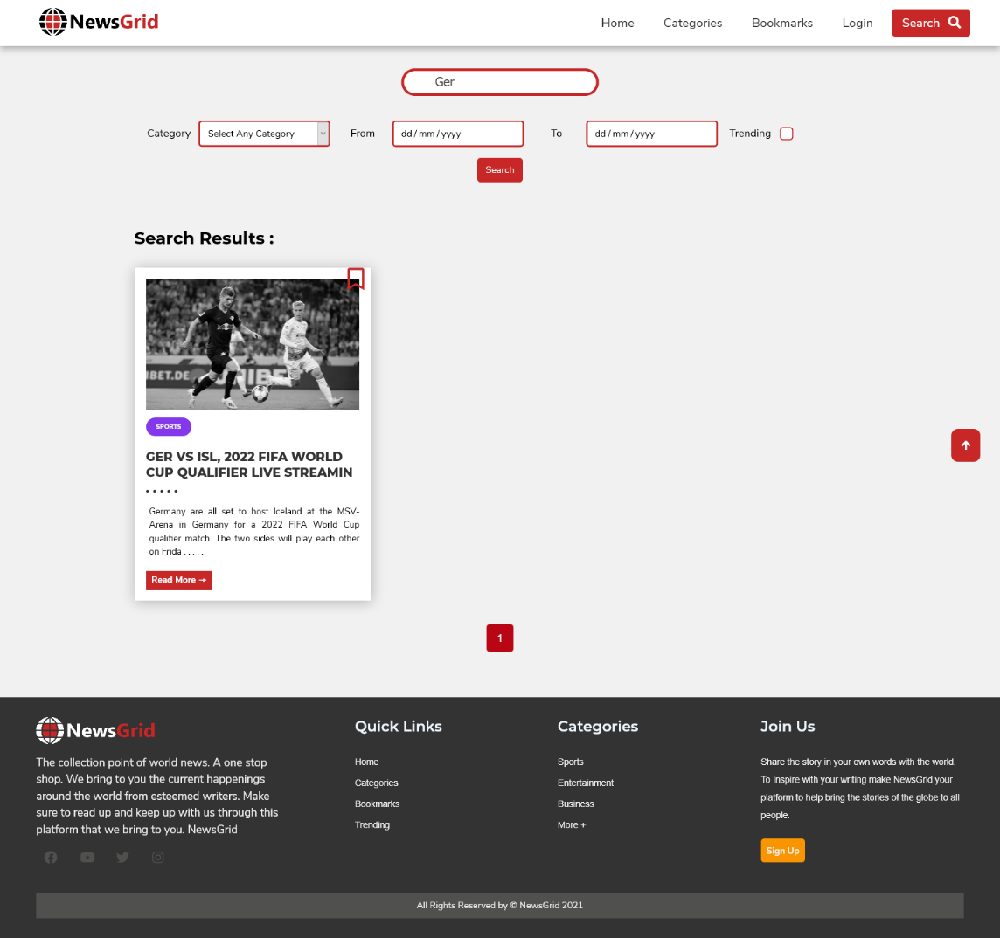 NewsGrid
Home
Categories
Bookmarks
Login
Search
Ger
Category
Select Any Category
From
dd / mm / yyyy
To
dd / mm / yyyy
Trending
Search
Search Results :
IBET.DE
NIBE
SPORTS
GER VS ISL, 2022 FIFA WORLD
CUP QUALIFIER LIVE STREAMIN
. . . . .
Germany are all set to host Iceland at the MSV-
Arena in Germany for a 2022 FIFA World Cup
qualifier match. The two sides will play each other
on Frida . . . . .
Read More →
1
NewsGrid
The collection point of world news. A one stop
shop. We bring to you the current happenings
around the world from esteemed writers. Make
sure to read up and keep up with us through this
platform that we bring to you. NewsGrid
Quick Links
Home
Categories
Bookmarks
Trending
Categories
Sports
Entertainment
Business
More +
Join Us
Share the story in your own words with the world.
To Inspire with your writing make NewsGrid your
platform to help bring the stories of the globe to all
people.
Sign Up
All Rights Reserved by © NewsGrid 2021